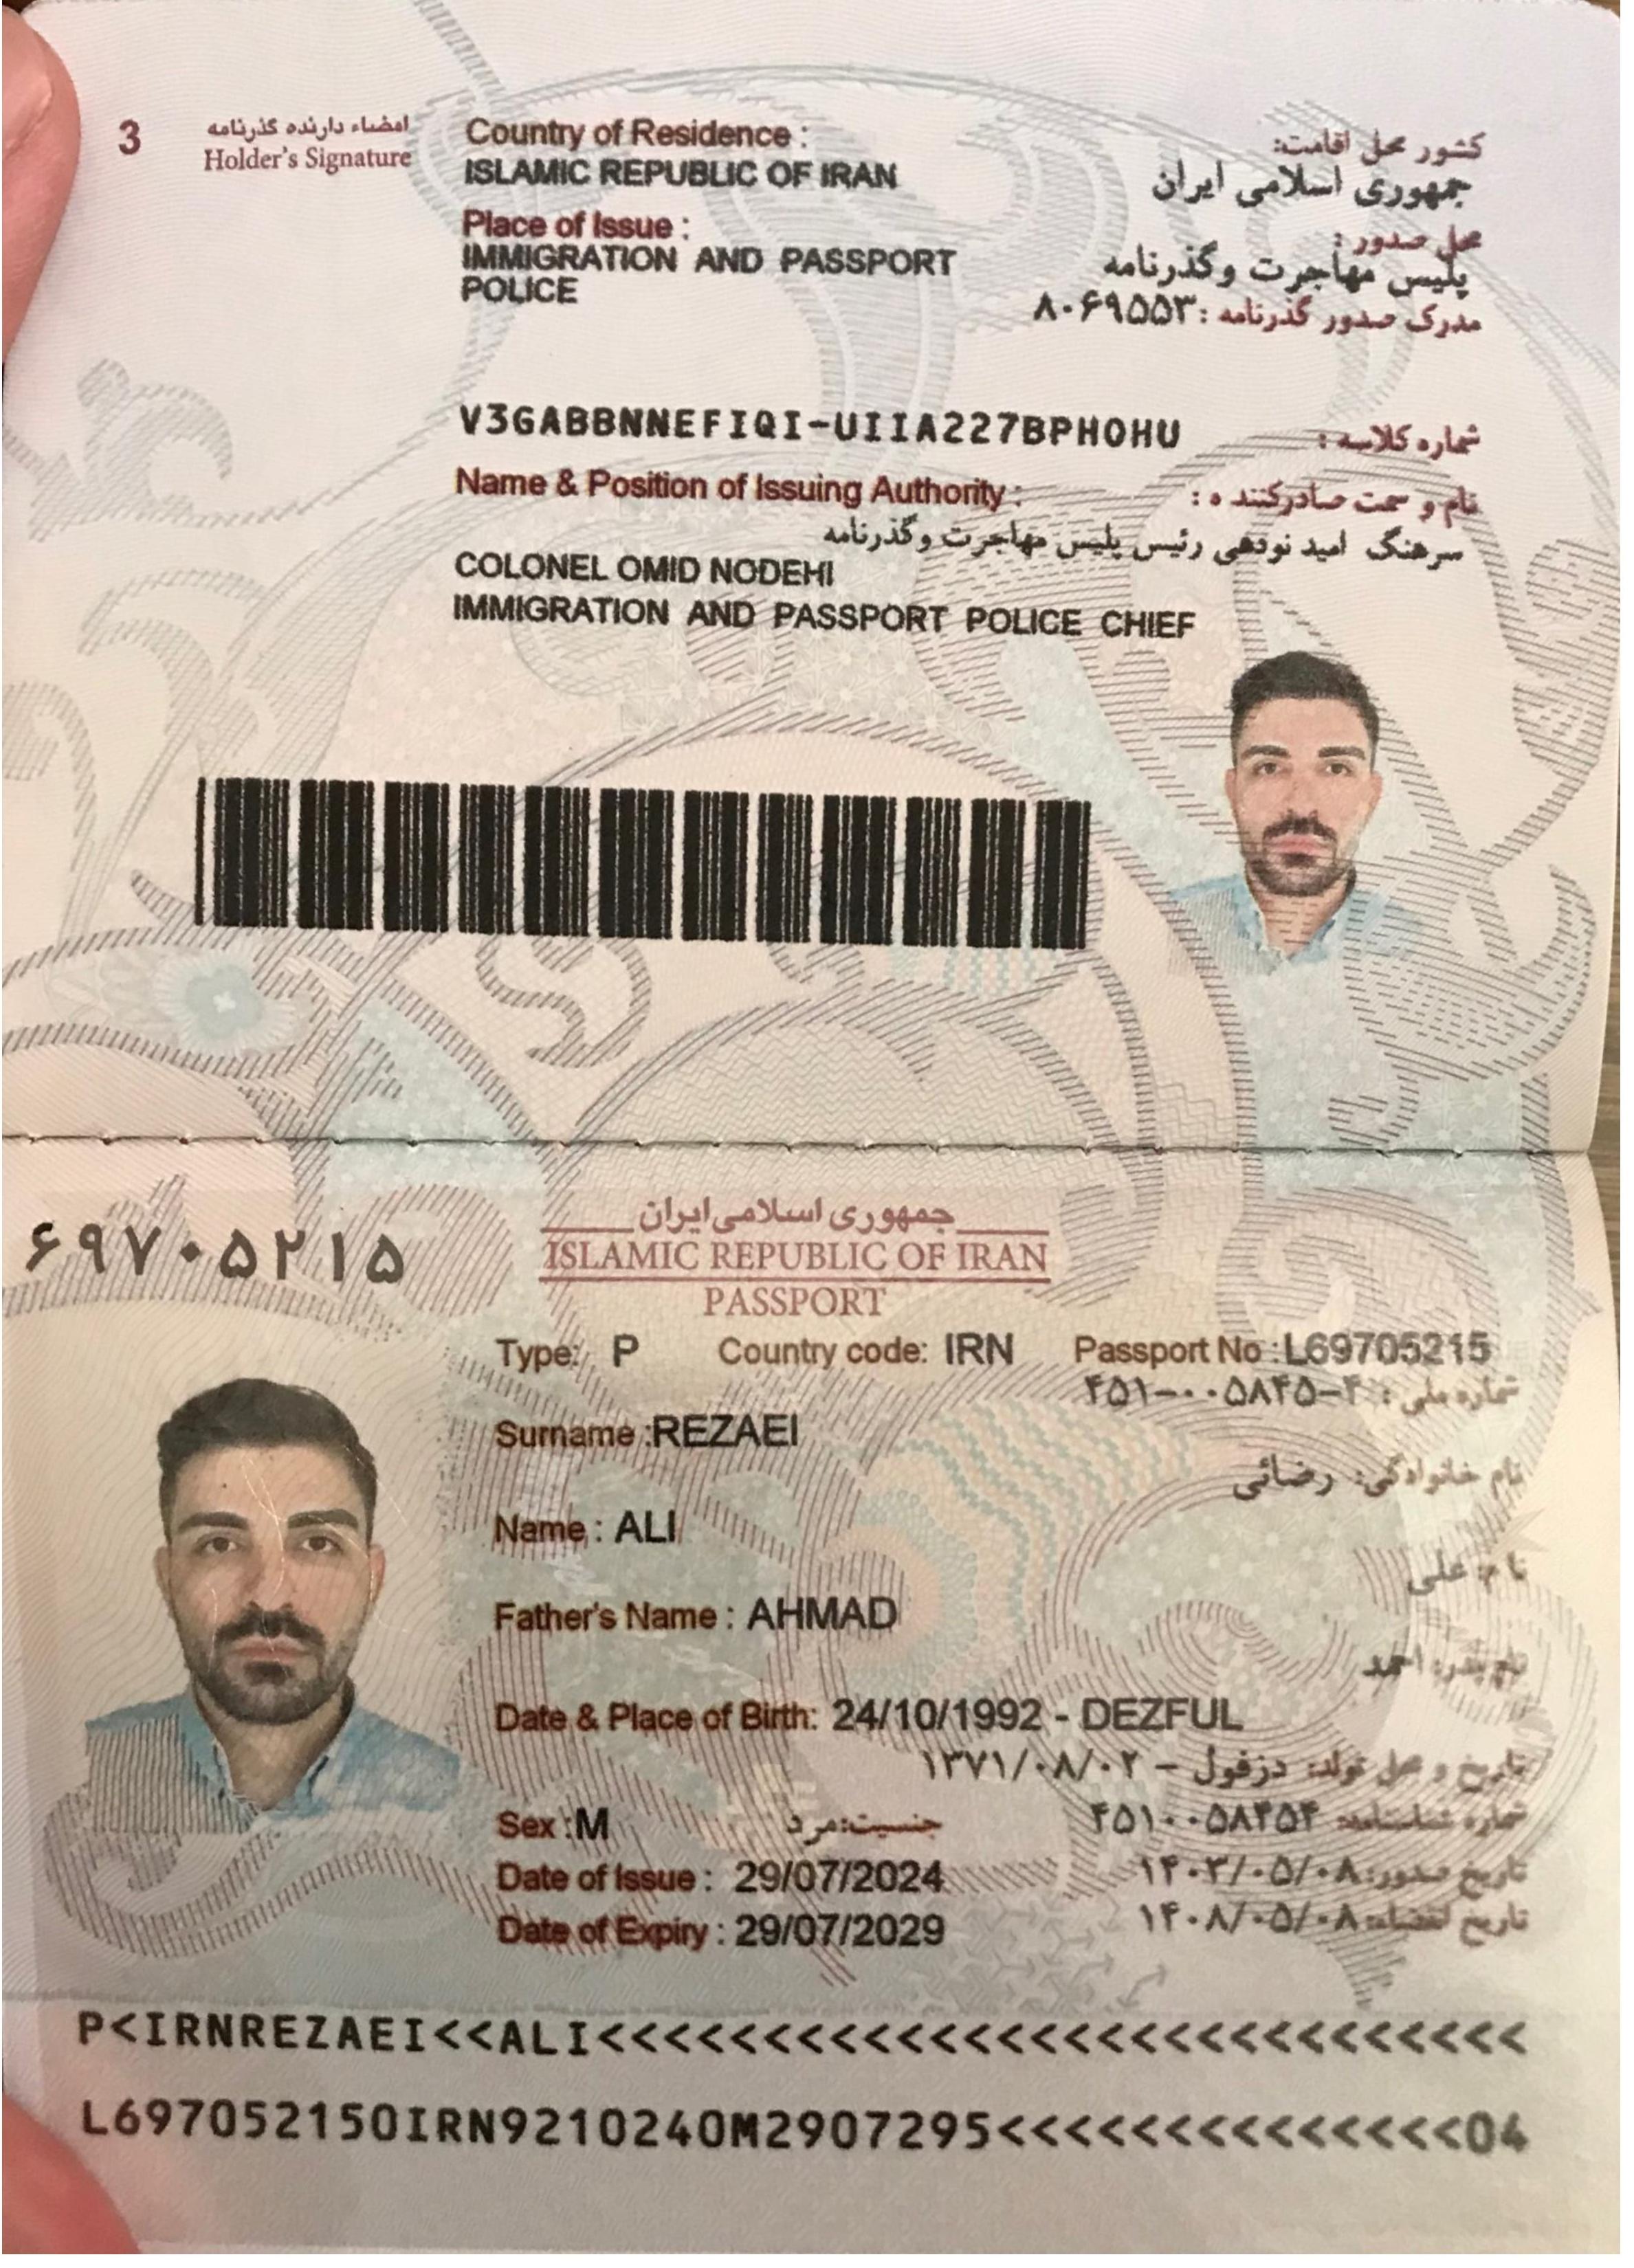 3
امضاء دارنده گذرنامه
Holder's Signature
Country of Residence :
کشور محل اقامت:
ISLAMIC REPUBLIC OF IRAN
جمهوری اسلامی ایران
Place of Issue :
محل صدور :
IMMIGRATION AND PASSPORT
POLICE
پلیس مهاجرت وگذرنامه
مدرک صدور گذرنامه :۸۰۶۹۵۵۳
V3GABBNNEFIQI-UIIA227BPHOHU
شماره کلاسه :
Name & Position of Issuing Authority :
نام و سمت صادرکننده :
سرهنگ امید نودهی رئیس پلیس مهاجرت وگذرنامه
COLONEL OMID NODEHI
IMMIGRATION AND PASSPORT POLICE CHIEF
۶۹۷۰۵۲۱۵
جمهوری اسلامی ایران
ISLAMIC REPUBLIC OF IRAN
PASSPORT
Type: P Country code: IRN Passport No :L69705215
شماره ملی : ۴۵۱-۰۰۵۸۴۵-۴
Surname :REZAEI
نام خانوادگی: رضائی
Name : ALI
نام: علی
Father's Name : AHMAD
نام پدر: احمد
Date & Place of Birth: 24/10/1992 - DEZFUL
تاریخ و محل تولد: دزفول - ۱۳۷۱/۰۸/۰۲
Sex :M
جنسیت:مرد
شماره شناسنامه: ۴۵۱۰۰۵۸۴۵۴
Date of Issue : 29/07/2024
تاریخ صدور:۱۴۰۳/۰۵/۰۸
Date of Expiry : 29/07/2029
تاریخ انقضاء:۱۴۰۸/۰۵/۰۸
P<IRNREZAEI<<ALI<<<<<<<<<<<<<<<<<<<<<<<<<<<<
L697052150IRN9210240M2907295<<<<<<<<<<<<<<04